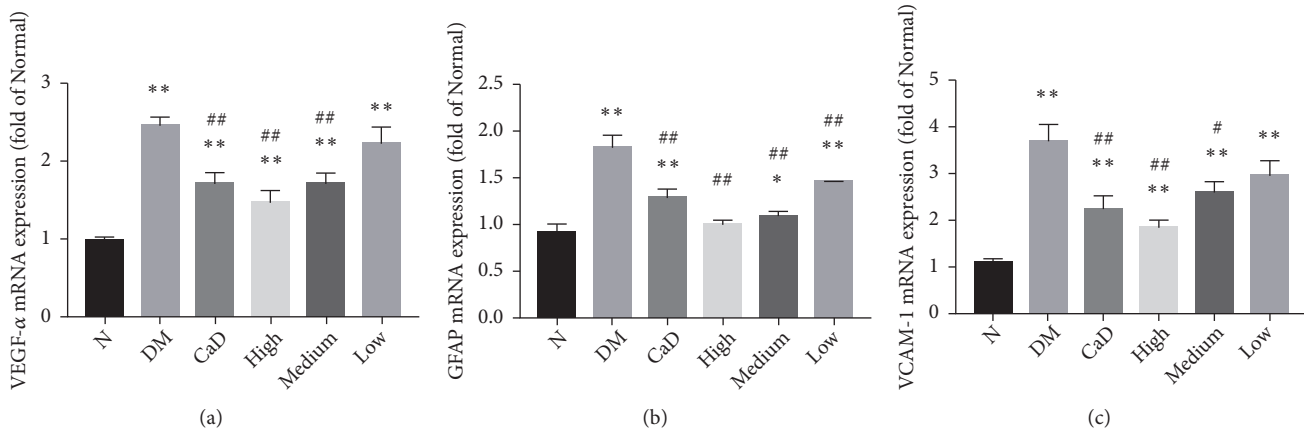 VEGF-α mRNA expression (fold of Normal)
3
2
1
0
**
##
**
##
**
##
**
**
N
DM
CaD
High
Medium
Low
(a)
GFAP mRNA expression (fold of Normal)
2.5
2.0
1.5
1.0
0.5
0.0
**
##
**
##
##
*
##
**
N
DM
CaD
High
Medium
Low
(b)
VCAM-1 mRNA expression (fold of Normal)
5
4
3
2
1
0
**
##
**
##
**
#
**
**
N
DM
CaD
High
Medium
Low
(c)